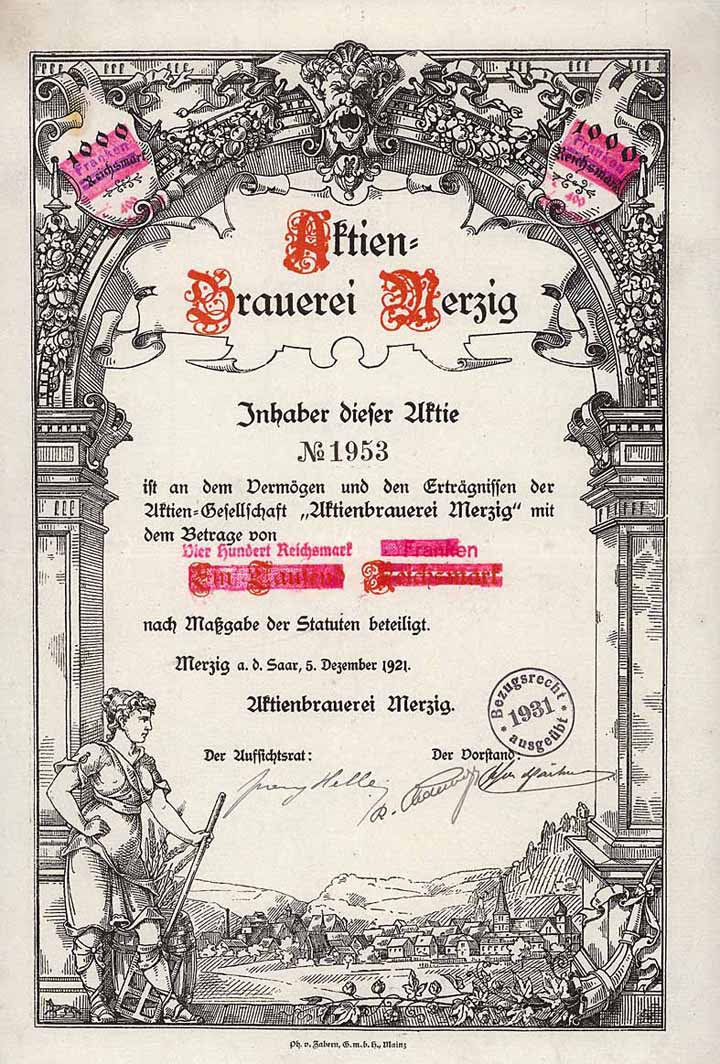 1000
Franken
Reichsmark
400
1000
Franken
Reichsmark
400
Aktien=
Brauerei Merzig
Inhaber dieser Aktie
№ 1953
ist an dem Vermögen und den Erträgnissen der
Aktien-Gesellschaft „Aktienbrauerei Merzig" mit
dem Betrage von
Vier Hundert Reichsmark Franken
Ein Tausend Reichsmark
nach Maßgabe der Statuten beteiligt.
Merzig a. d. Saar, 5. Dezember 1921.
Aktienbrauerei Merzig.
Bezugsrecht
1931
ausgeübt
Der Aufsichtsrat: Der Vorstand:
Ph. v. Zabern, G. m. b. H., Mainz